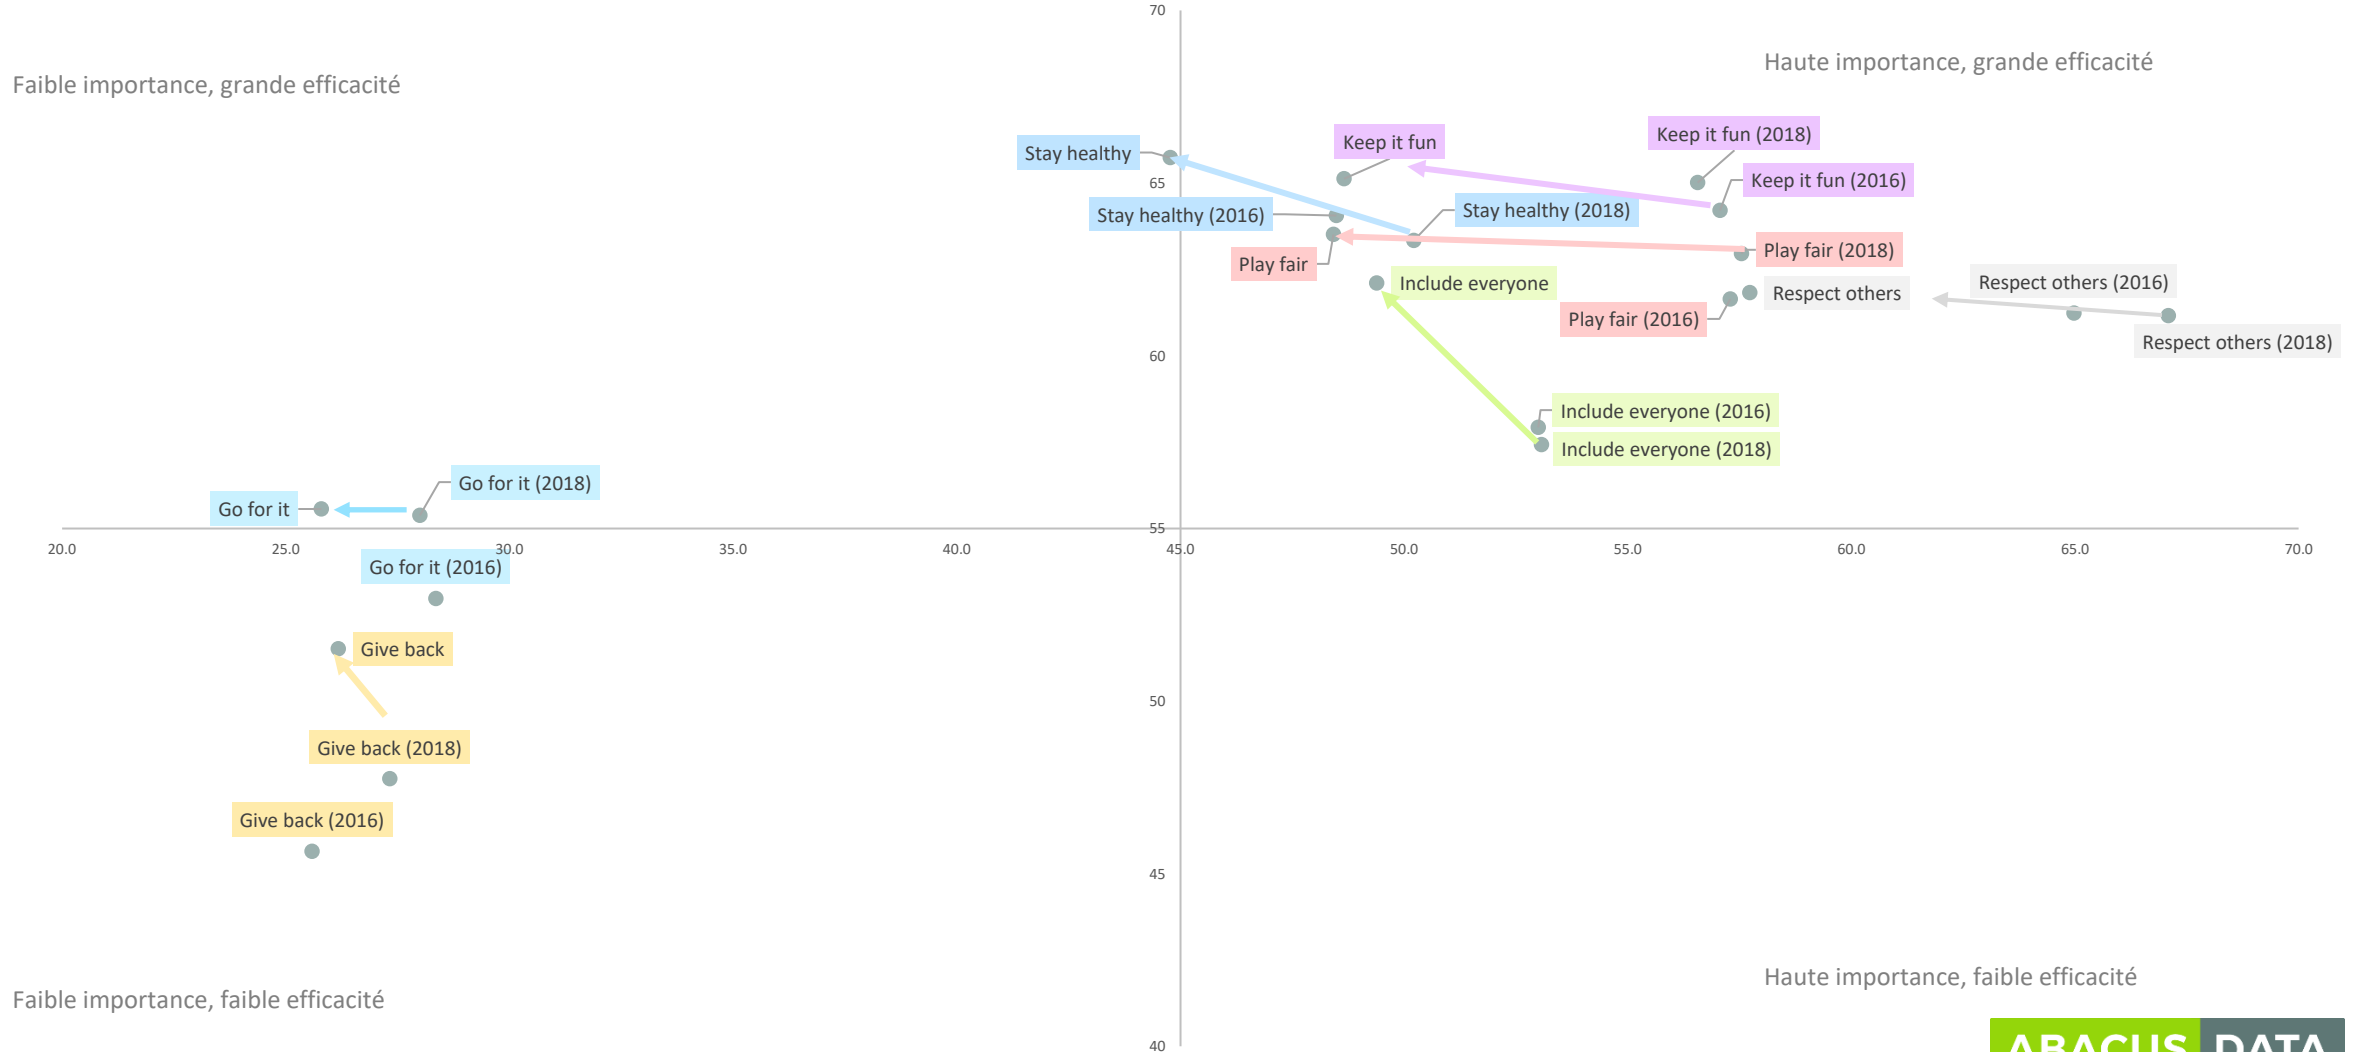 70
Haute importance, grande efficacité
Faible importance, grande efficacité
Keep it fun (2018)
Keep it fun
Stay healthy
65
Keep it fun (2016)
Stay healthy (2016)
Stay healthy (2018)
Play fair (2018)
Play fair
Include everyone
Respect others
Respect others (2016)
Play fair (2016)
Respect others (2018)
60
Include everyone (2016)
Include everyone (2018)
Go for it (2018)
Go for it
55
20.0 25.0 30.0 35.0 40.0 45.0 50.0 55.0 60.0 65.0 70.0
Go for it (2016)
Give back
50
Give back (2018)
Give back (2016)
45
Haute importance, faible efficacité
Faible importance, faible efficacité
40
ABACUS DATA